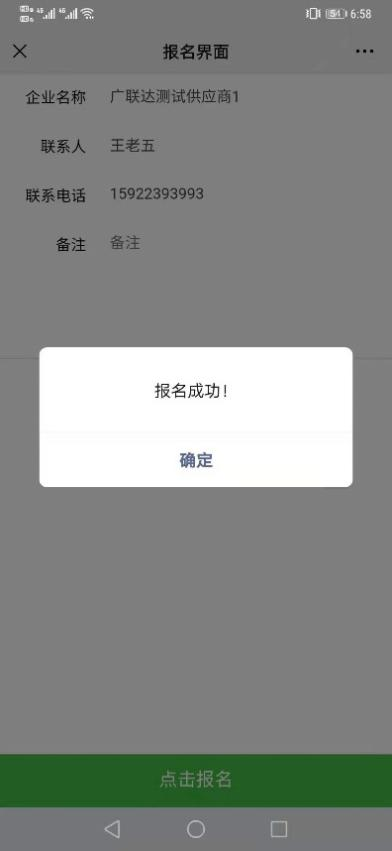 6:58
报名界面
企业名称 广联达测试供应商1
联系人 王老五
联系电话 15922393993
备注 备注
报名成功!
确定
点击报名